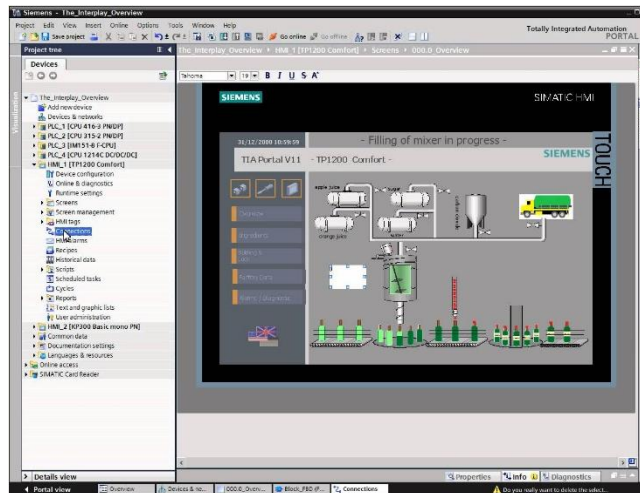 Siemens - The_Interplay_Overview
Project Edit View Insert Online Options Tools Window Help
Totally Integrated Automation
PORTAL
Save project
Go online
Go offline
The_Interplay_Overview HMI_1 [TP1200 Comfort] Screens 000.0_Overview
Project tree
Devices
Tahoma
B I U S A
Visualization
The_Interplay_Overview
Add new device
Devices & networks
PLC_1 [CPU 416-3 PN/DP]
PLC_2 [CPU 315-2 PN/DP]
PLC_3 [IM151-8 F-CPU]
PLC_4 [CPU 1214C DC/DC/DC]
HMI_1 [TP1200 Comfort]
Device configuration
Online & diagnostics
Runtime settings
Screens
Screen management
HMI tags
Connections
HMI alarms
Recipes
Historical data
Scripts
Scheduled tasks
Cycles
Reports
Text and graphic lists
User administration
HMI_2 [KP300 Basic mono PN]
Common data
Documentation settings
Languages & resources
Online access
SIMATIC Card Reader
SIEMENS
SIMATIC HMI
TOUCH
31/12/2000 10:59:59
- Filling of mixer in progress -
TIA Portal V11
- TP1200 Comfort -
SIEMENS
apple juice
sugar
orange juice
water
Overview
Ingredients
Details view
Properties
Info
Diagnostics
Portal view
Overview
Devices & ne...
000.0_Overv...
Block_FBD (P...
Connections
Do you really want to delete the select...